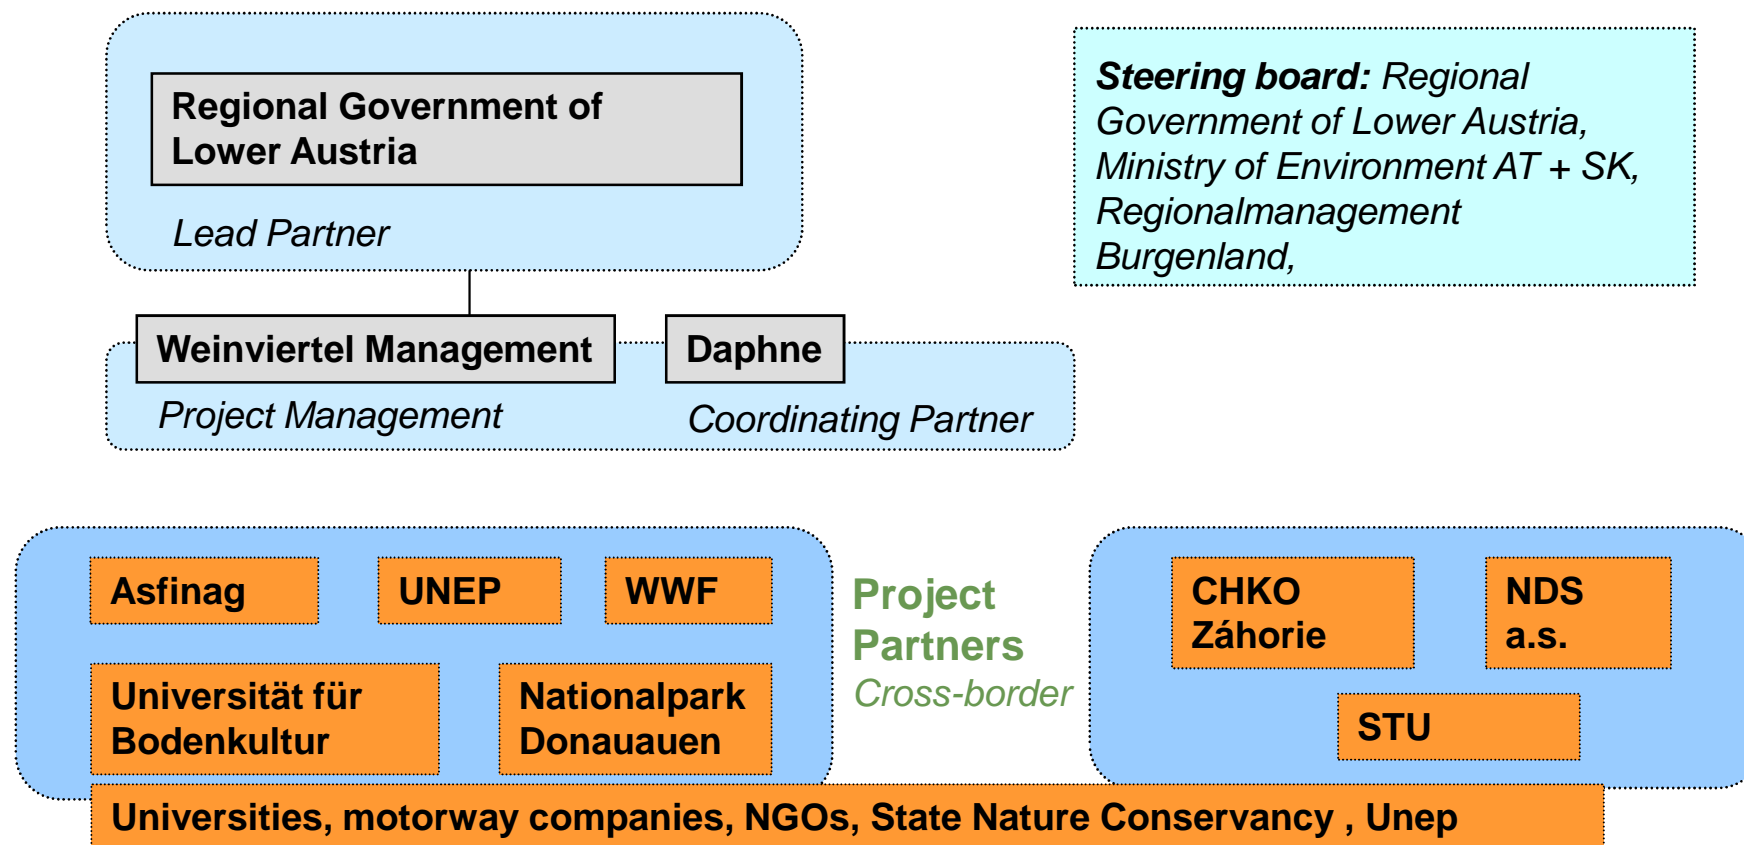 Regional Government of
Lower Austria
Lead Partner
Steering board: Regional
Government of Lower Austria,
Ministry of Environment AT + SK,
Regionalmanagement
Burgenland,
Weinviertel Management
Daphne
Project Management
Coordinating Partner
Asfinag
UNEP
WWF
Universität für
Bodenkultur
Nationalpark
Donauauen
Project
Partners
Cross-border
CHKO
Záhorie
NDS
a.s.
STU
Universities, motorway companies, NGOs, State Nature Conservancy , Unep